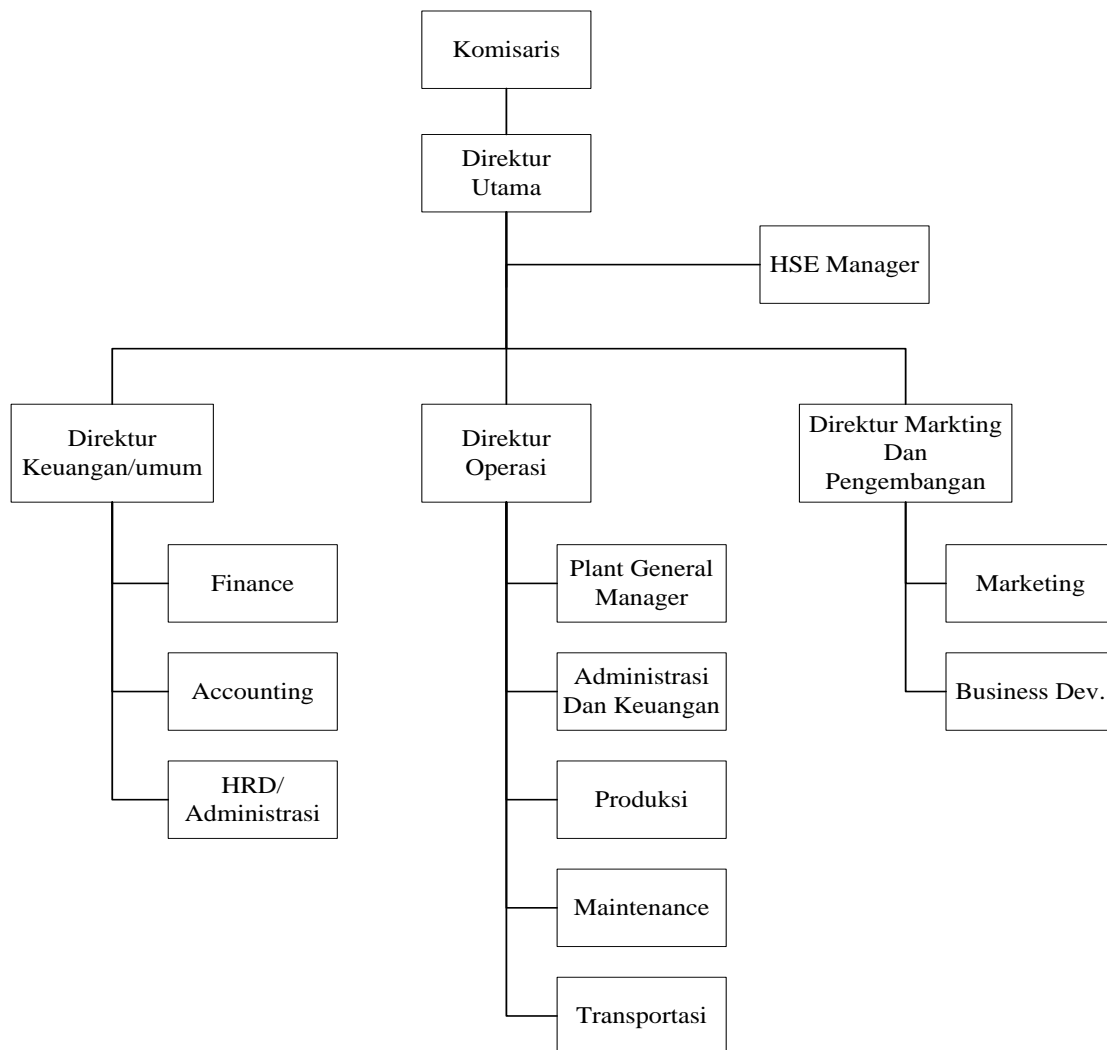 Komisaris
Direktur
Utama
HSE Manager
Direktur
Keuangan/umum
Direktur
Operasi
Direktur Markting
Dan
Pengembangan
Finance
Accounting
HRD/
Administrasi
Plant General
Manager
Administrasi
Dan Keuangan
Produksi
Maintenance
Transportasi
Marketing
Business Dev.